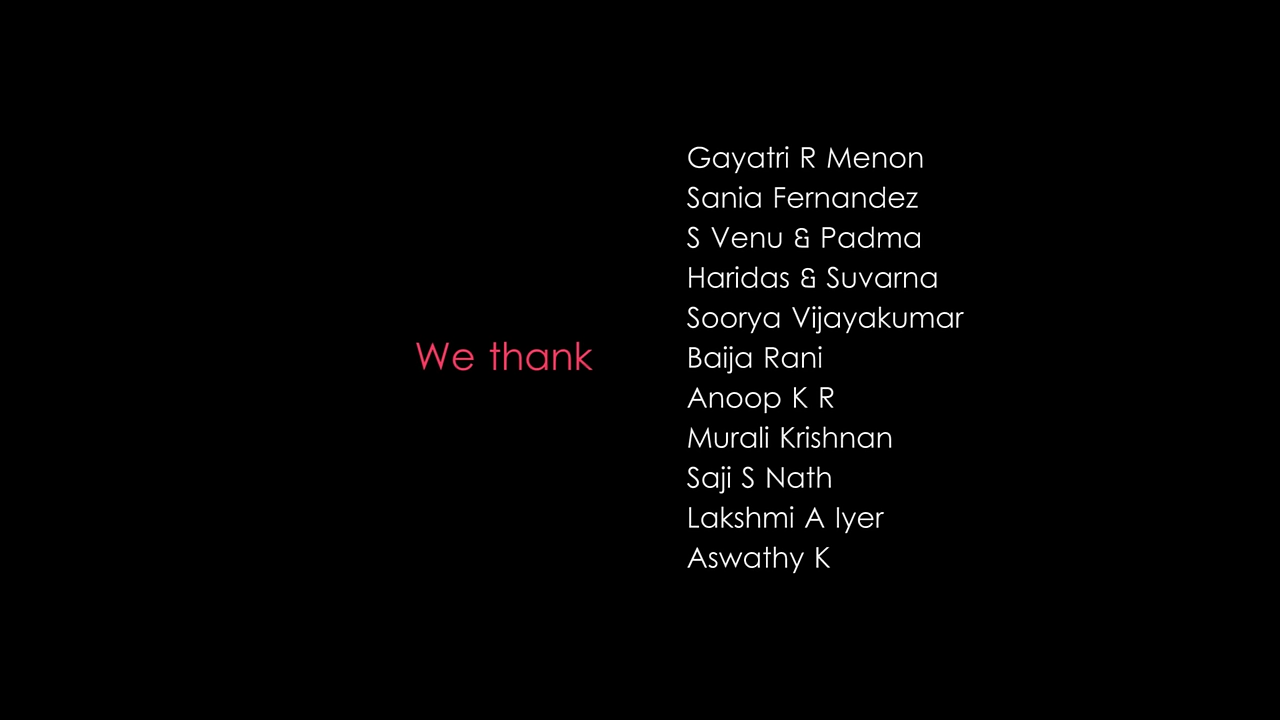 We thank
Gayatri R Menon
Sania Fernandez
S Venu & Padma
Haridas & Suvarna
Soorya Vijayakumar
Baija Rani
Anoop K R
Murali Krishnan
Saji S Nath
Lakshmi A Iyer
Aswathy K